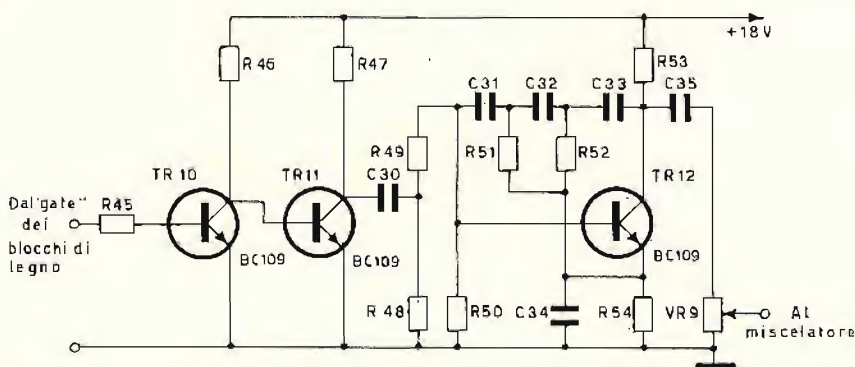 +18V
R46
R47
R53
C31
C32
C33
C35
R49
R51
R52
TR10
TR11
C30
TR12
Dal "gate"
dei
blocchi di
legno
R45
BC109
BC109
BC109
R48
R50
C34
R54
VR9
Al
miscelatore